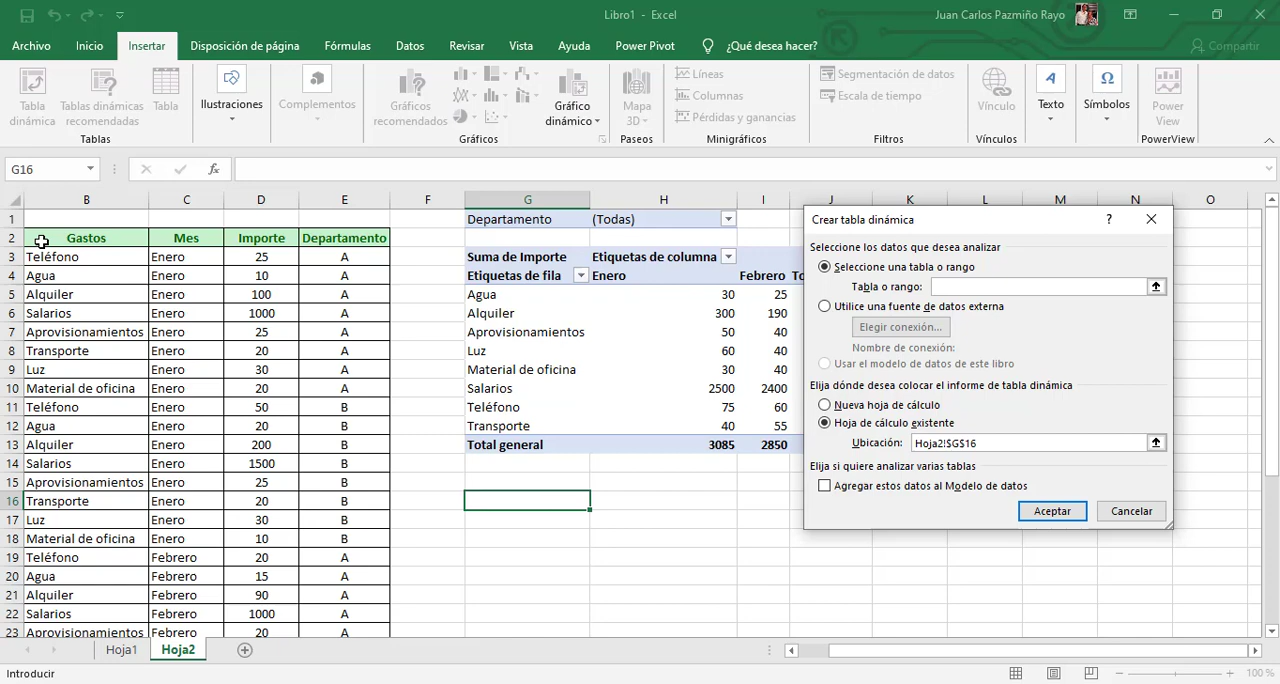 Libro1 - Excel
Juan Carlos Pazmiño Rayo
Archivo Inicio Insertar Disposición de página Fórmulas Datos Revisar Vista Ayuda Power Pivot ¿Qué desea hacer? Compartir
Tabla dinámica
Tablas dinámicas recomendadas
Tabla
Tablas
Ilustraciones
Complementos
Gráficos recomendados
Gráfico dinámico
Gráficos
Mapa 3D
Paseos
Líneas
Columnas
Pérdidas y ganancias
Minigráficos
Segmentación de datos
Escala de tiempo
Filtros
Vínculo
Vínculos
Texto
Símbolos
Power View
PowerView
G16 fx
B C D E F G H I J K L M N O
1 Departamento (Todas)
2 Gastos Mes Importe Departamento
3 Teléfono Enero 25 A Suma de Importe Etiquetas de columna
4 Agua Enero 10 A Etiquetas de fila Enero Febrero To
5 Alquiler Enero 100 A Agua 30 25
6 Salarios Enero 1000 A Alquiler 300 190
7 Aprovisionamientos Enero 25 A Aprovisionamientos 50 40
8 Transporte Enero 20 A Luz 60 40
9 Luz Enero 30 A Material de oficina 30 40
10 Material de oficina Enero 20 A Salarios 2500 2400
11 Teléfono Enero 50 B Teléfono 75 60
12 Agua Enero 20 B Transporte 40 55
13 Alquiler Enero 200 B Total general 3085 2850
14 Salarios Enero 1500 B
15 Aprovisionamientos Enero 25 B
16 Transporte Enero 20 B
17 Luz Enero 30 B
18 Material de oficina Enero 10 B
19 Teléfono Febrero 20 A
20 Agua Febrero 15 A
21 Alquiler Febrero 90 A
22 Salarios Febrero 1000 A
23 Aprovisionamientos Febrero 20 A
Crear tabla dinámica ?
Seleccione los datos que desea analizar
Seleccione una tabla o rango
Tabla o rango:
Utilice una fuente de datos externa
Elegir conexión...
Nombre de conexión:
Usar el modelo de datos de este libro
Elija dónde desea colocar el informe de tabla dinámica
Nueva hoja de cálculo
Hoja de cálculo existente
Ubicación: Hoja2!$G$16
Elija si quiere analizar varias tablas
Agregar estos datos al Modelo de datos
Aceptar Cancelar
Hoja1 Hoja2
Introducir
100 %